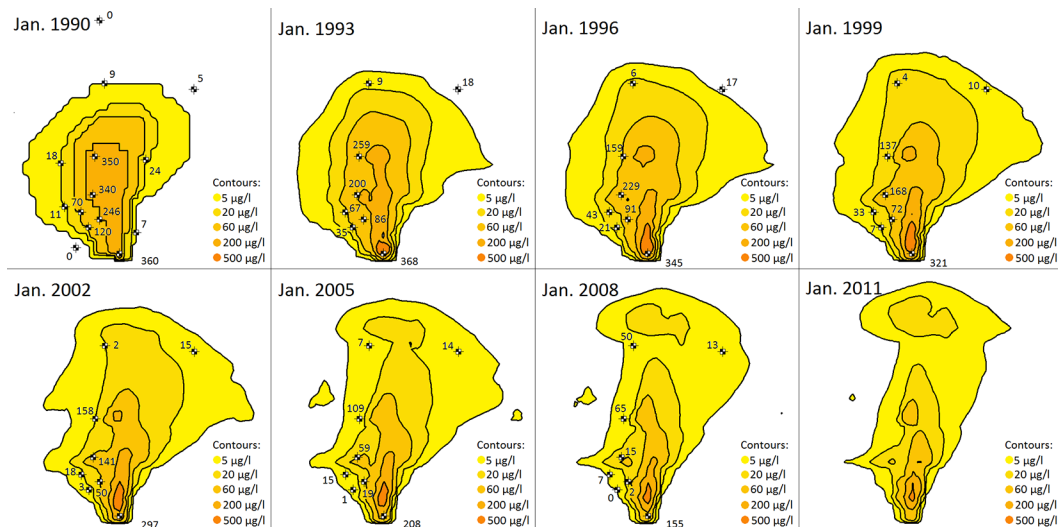 Jan. 1990
0
9
5
18
350
24
340
70
11
246
120
7
0
360
Contours:
5 µg/l
20 µg/l
60 µg/l
200 µg/l
500 µg/l
Jan. 1993
9
18
259
200
67
86
35
368
Contours:
5 µg/l
20 µg/l
60 µg/l
200 µg/l
500 µg/l
Jan. 1996
6
17
159
229
43
91
21
345
Contours:
5 µg/l
20 µg/l
60 µg/l
200 µg/l
500 µg/l
Jan. 1999
4
10
137
168
33
72
7
321
Contours:
5 µg/l
20 µg/l
60 µg/l
200 µg/l
500 µg/l
Jan. 2002
2
15
158
141
18
3
50
297
Contours:
5 µg/l
20 µg/l
60 µg/l
200 µg/l
500 µg/l
Jan. 2005
7
14
109
59
15
19
1
208
Contours:
5 µg/l
20 µg/l
60 µg/l
200 µg/l
500 µg/l
Jan. 2008
50
13
65
15
7
2
0
155
Contours:
5 µg/l
20 µg/l
60 µg/l
200 µg/l
500 µg/l
Jan. 2011
Contours:
5 µg/l
20 µg/l
60 µg/l
200 µg/l
500 µg/l